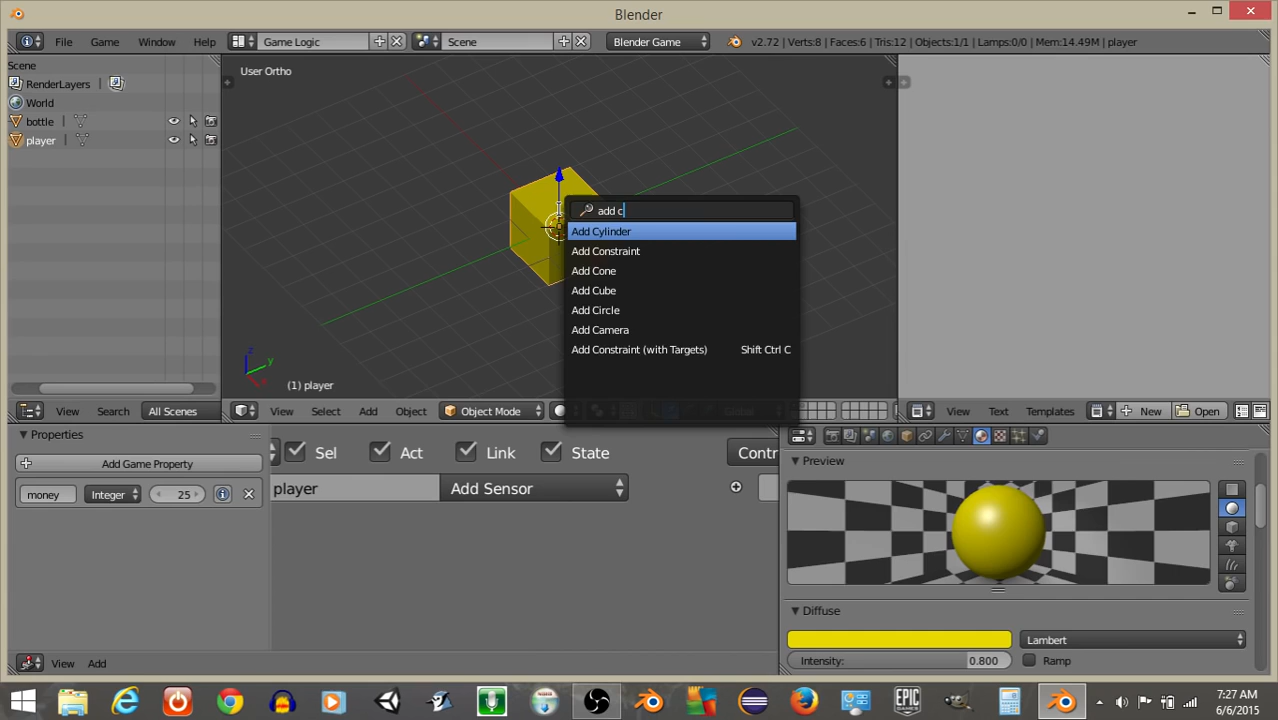 Blender
File Game Window Help Game Logic Scene Blender Game v2.72 | Verts:8 | Faces:6 | Tris:12 | Objects:1/1 | Lamps:0/0 | Mem:14.49M | player
Scene
RenderLayers |
World
bottle |
player |
User Ortho
add c
Add Cylinder
Add Constraint
Add Cone
Add Cube
Add Circle
Add Camera
Add Constraint (with Targets) Shift Ctrl C
z
y
(1) player
View Search All Scenes
View Select Add Object Object Mode Global
View Text Templates New Open
Properties
Add Game Property
money Integer 25
Sel Act Link State Contr
player Add Sensor
View Add
Preview
Diffuse
Lambert
Intensity: 0.800 Ramp
EPIC GAMES
7:27 AM
6/6/2015